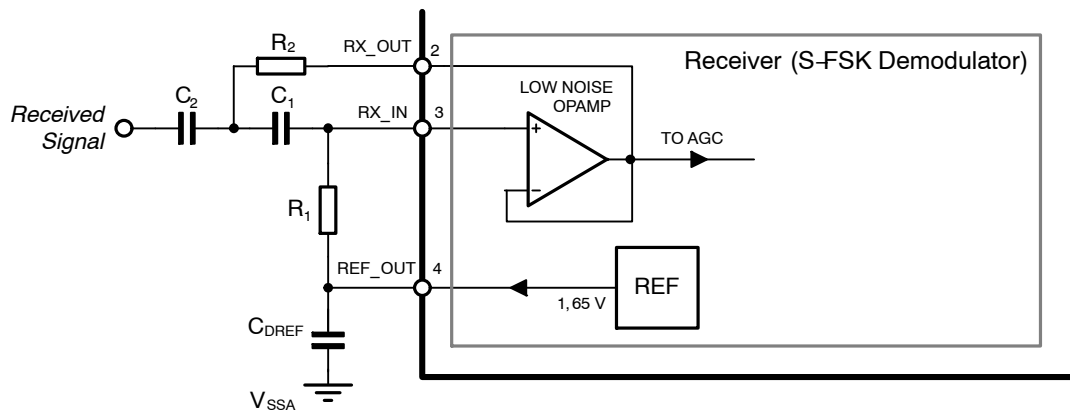 R2
RX_OUT
2
Receiver (S–FSK Demodulator)
Received
Signal
C2
C1
RX_IN
3
LOW NOISE
OPAMP
+
−
TO AGC
R1
REF_OUT
4
1,65 V
REF
CDREF
VSSA